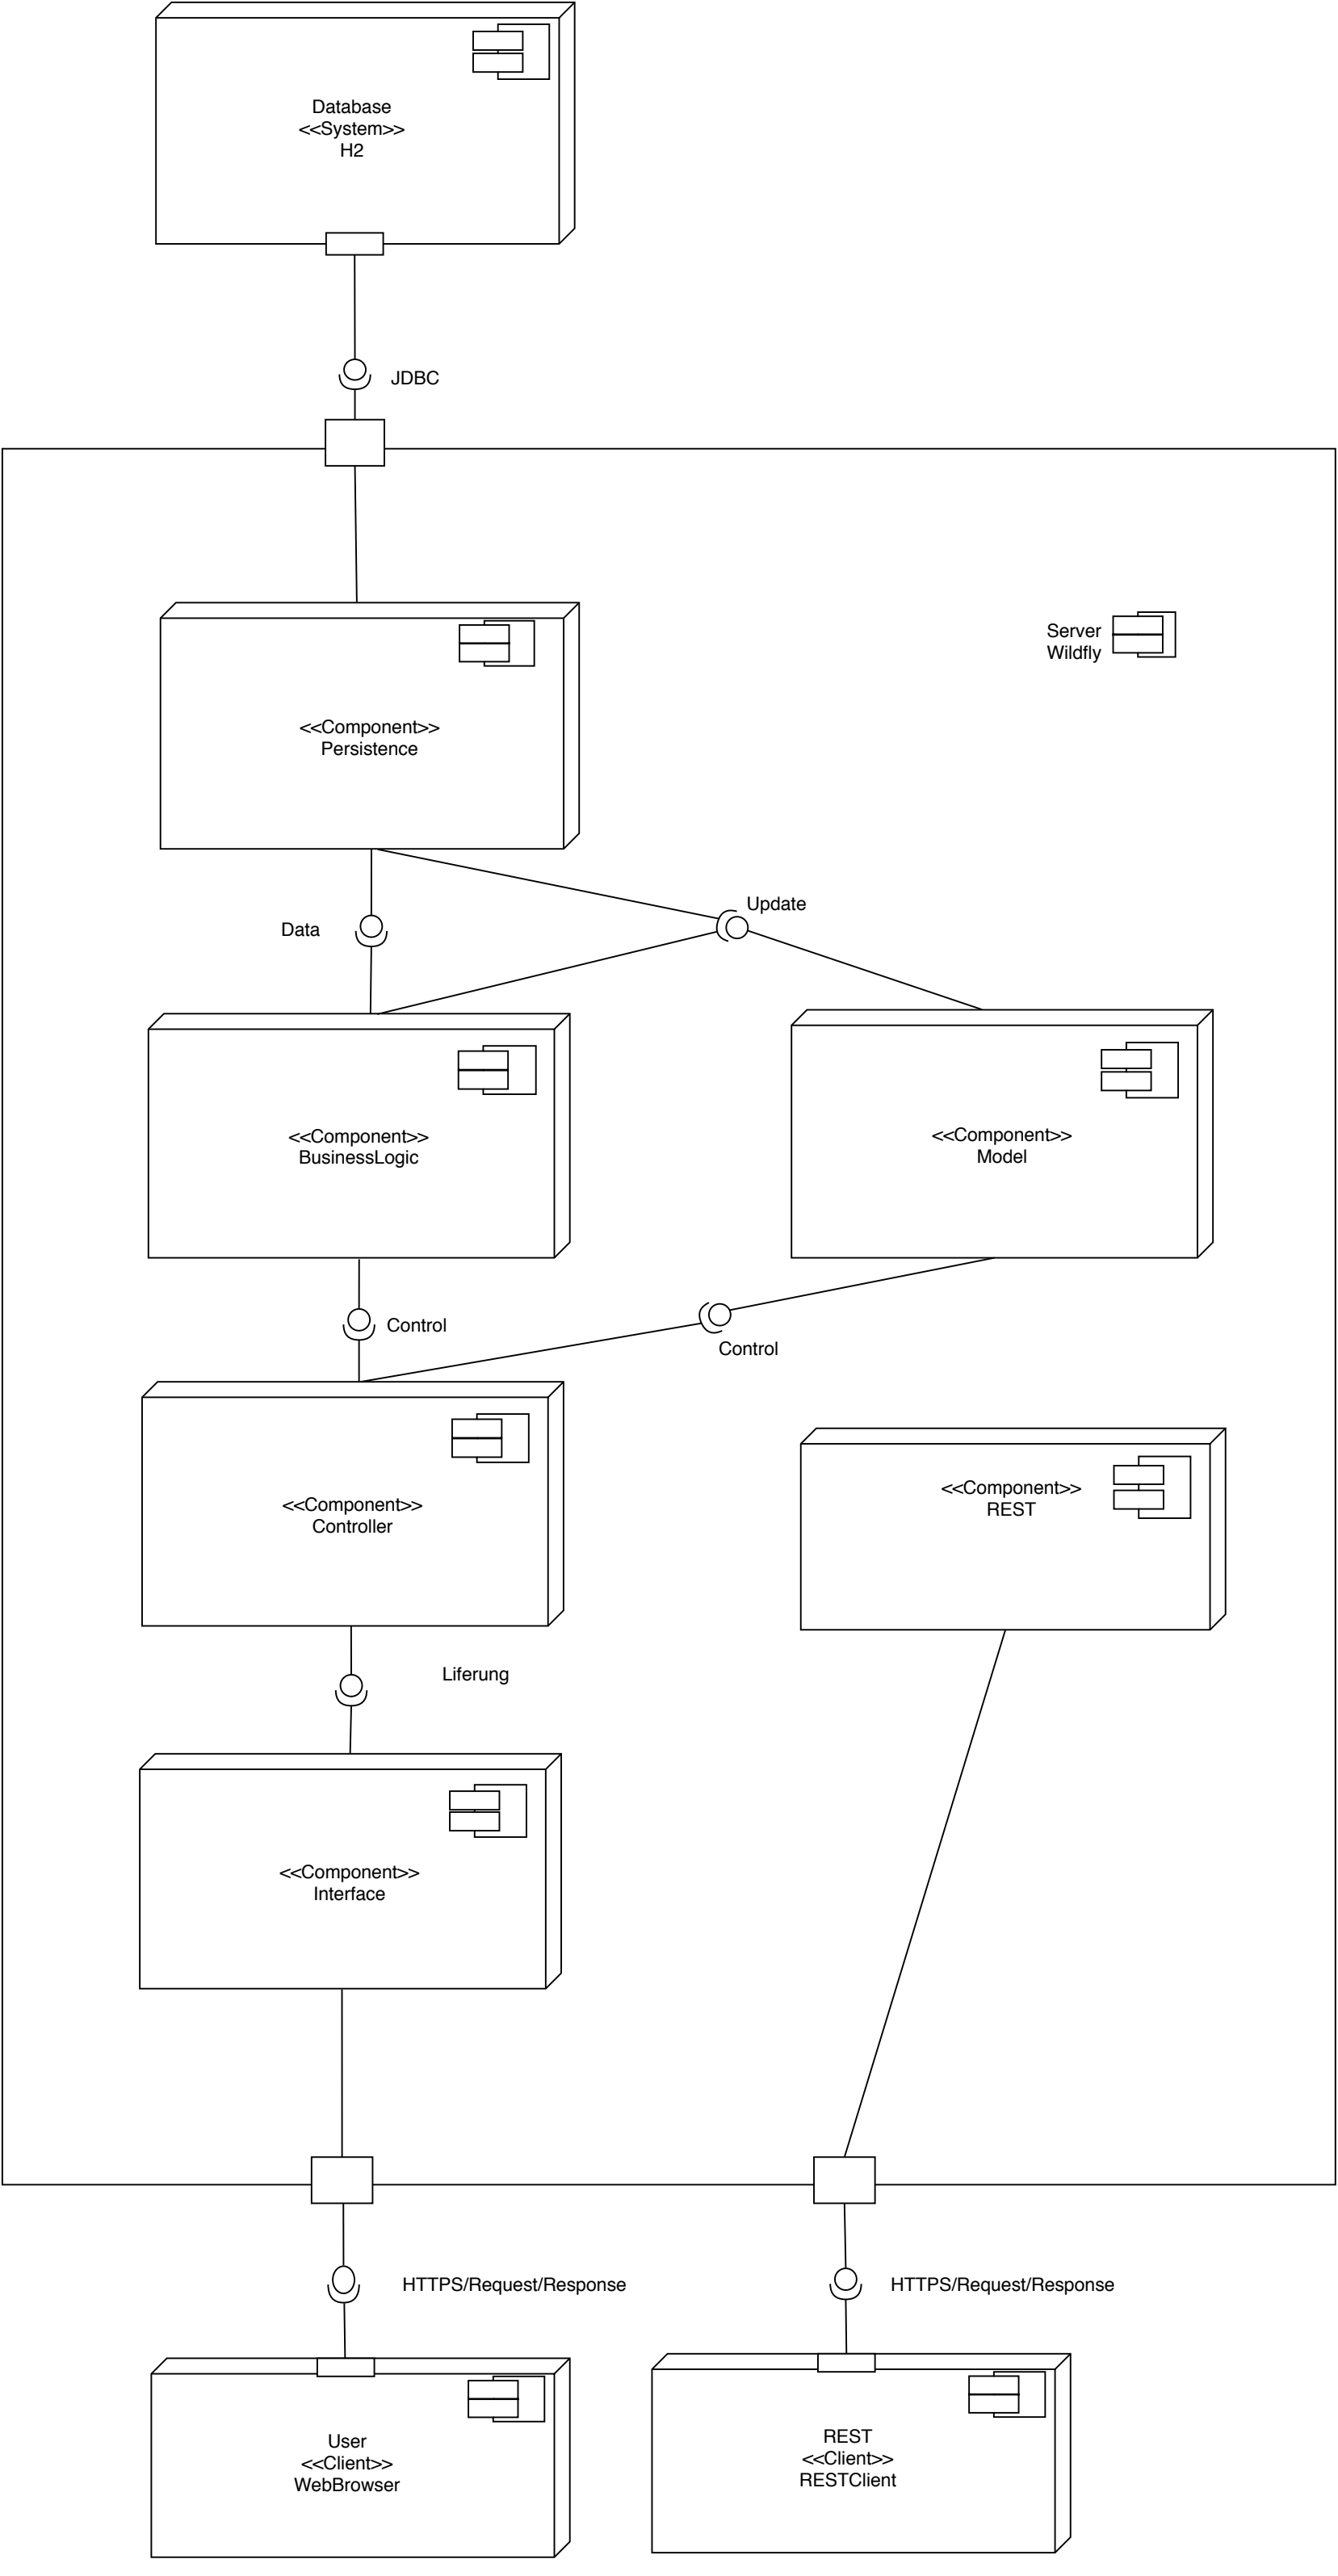 Database
<<System>>
H2
JDBC
Server
Wildfly
<<Component>>
Persistence
Update
Data
<<Component>>
BusinessLogic
<<Component>>
Model
Control
Control
<<Component>>
Controller
<<Component>>
REST
Liferung
<<Component>>
Interface
HTTPS/Request/Response
HTTPS/Request/Response
User
<<Client>>
WebBrowser
REST
<<Client>>
RESTClient